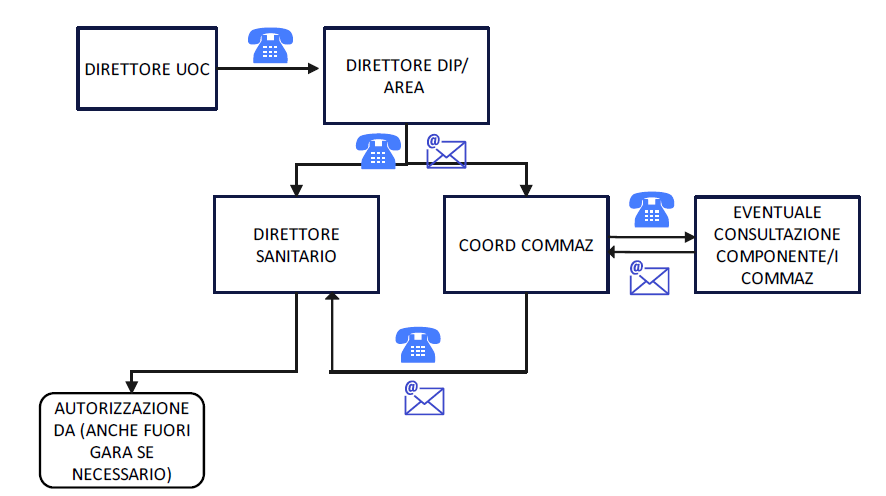 DIRETTORE UOC
DIRETTORE DIP/
AREA
@
DIRETTORE
SANITARIO
COORD COMMAZ
EVENTUALE
CONSULTAZIONE
COMPONENTE/I
COMMAZ
@
@
AUTORIZZAZIONE
DA (ANCHE FUORI
GARA SE
NECESSARIO)